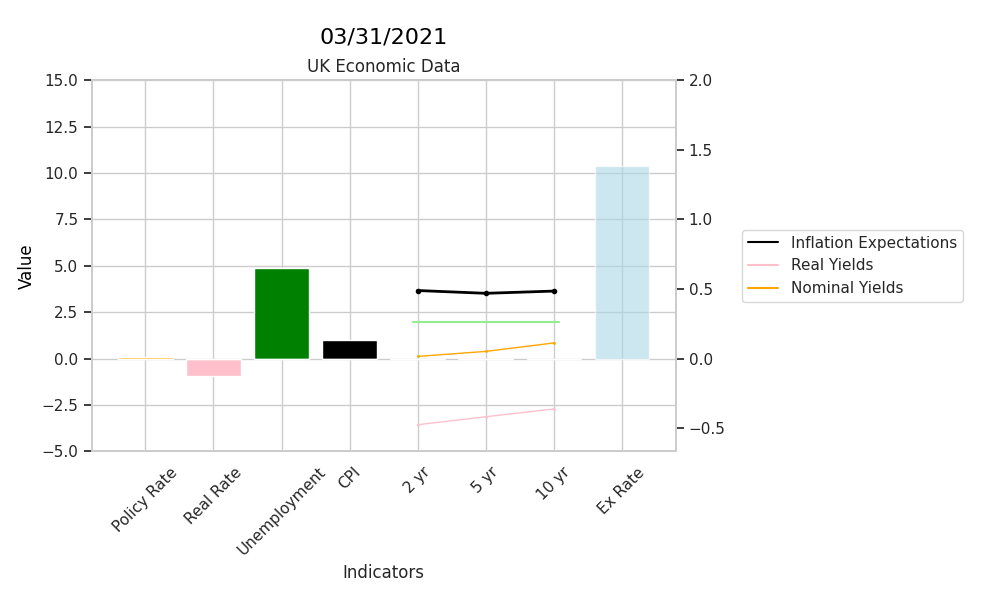 03/31/2021
UK Economic Data
15.0
12.5
10.0
7.5
5.0
2.5
0.0
−2.5
−5.0
Value
2.0
1.5
1.0
0.5
0.0
−0.5
Inflation Expectations
Real Yields
Nominal Yields
Policy Rate
Real Rate
Unemployment
CPI
2 yr
5 yr
10 yr
Ex Rate
Indicators